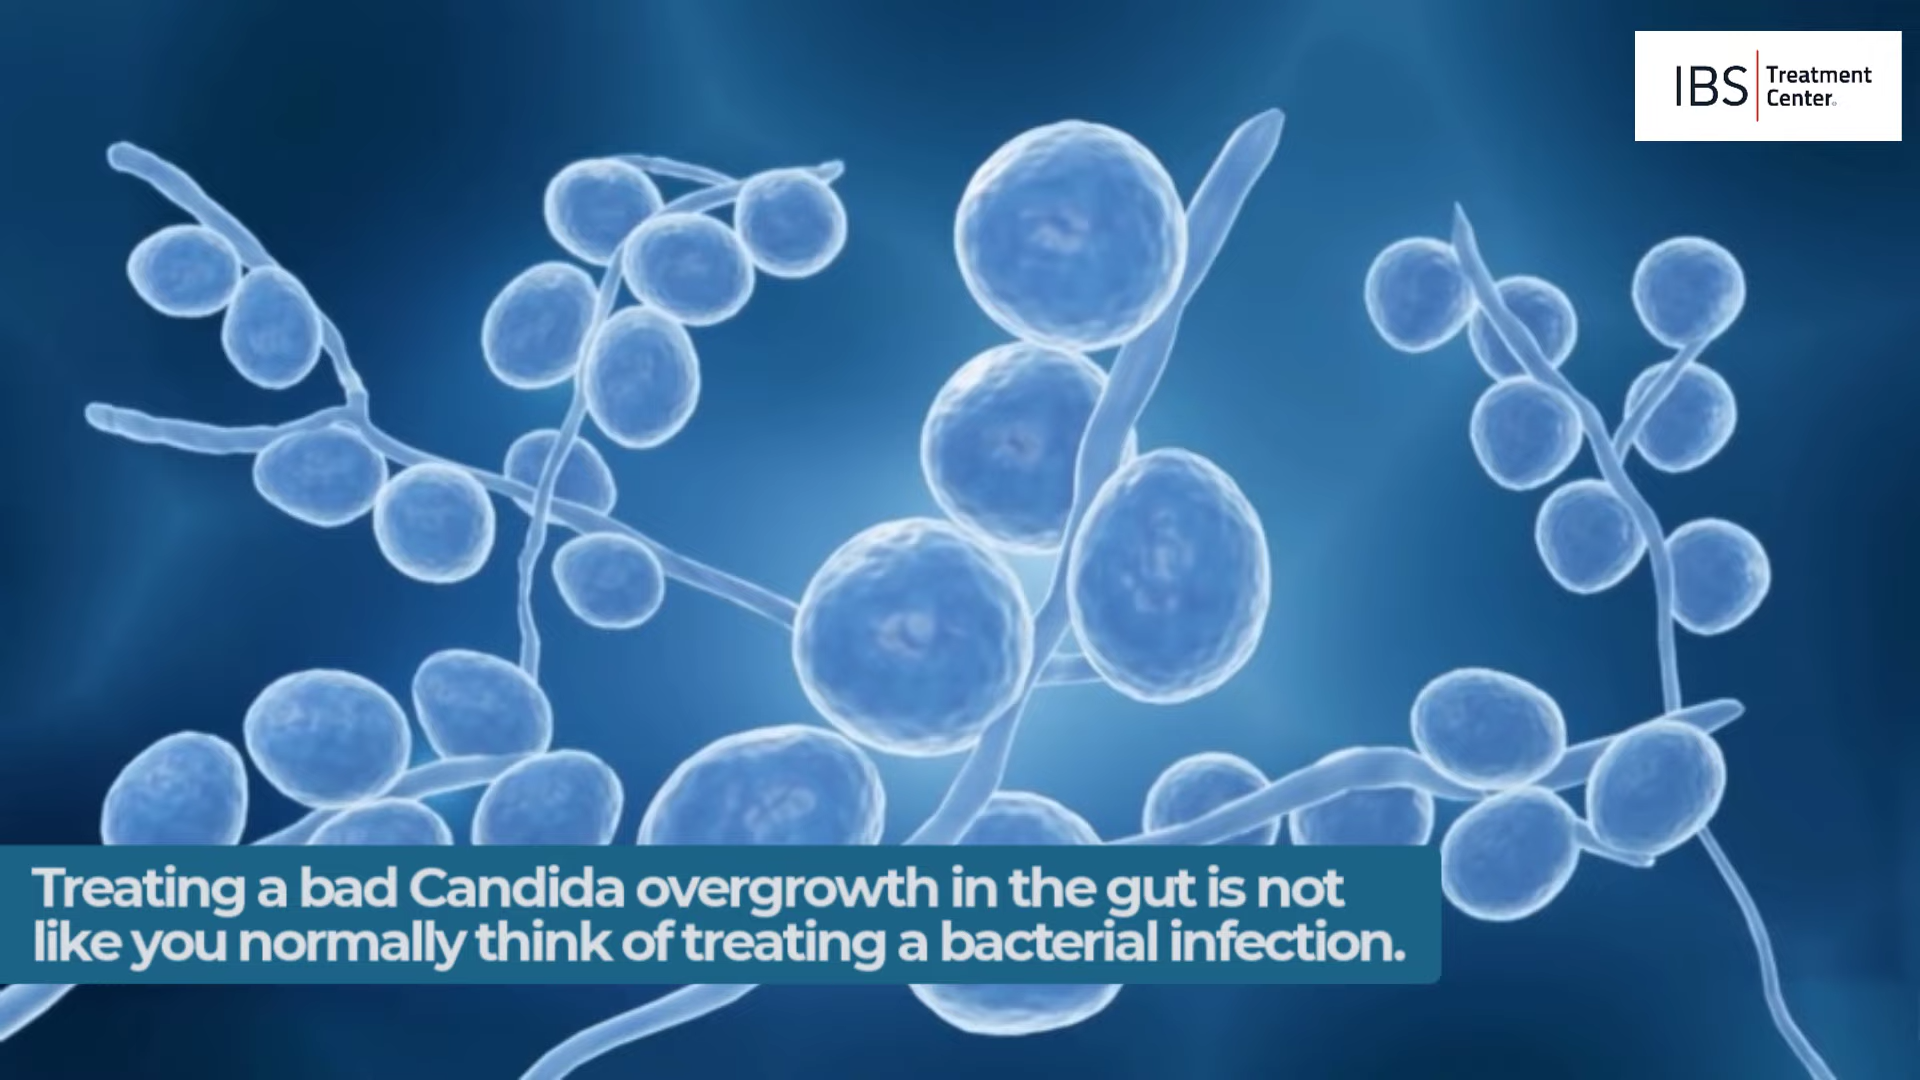 IBS Treatment
Center
Treating a bad Candida overgrowth in the gut is not
like you normally think of treating a bacterial infection.